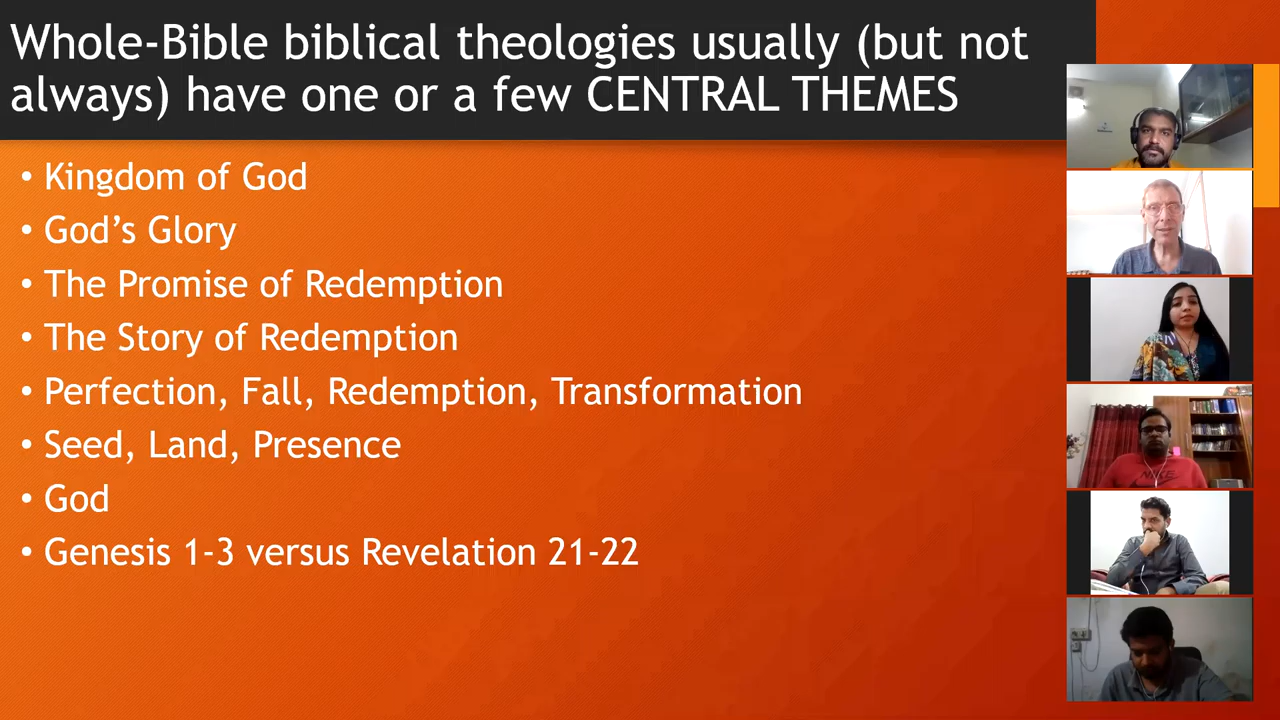 Whole-Bible biblical theologies usually (but not
always) have one or a few CENTRAL THEMES
• Kingdom of God
• God’s Glory
• The Promise of Redemption
• The Story of Redemption
• Perfection, Fall, Redemption, Transformation
• Seed, Land, Presence
• God
• Genesis 1-3 versus Revelation 21-22
NIKE